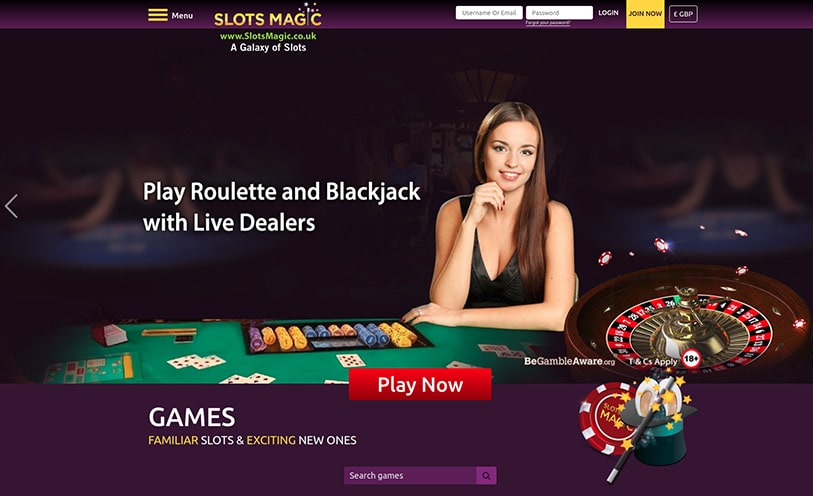 Menu
SLOTS MAGIC
www.SlotsMagic.co.uk
A Galaxy of Slots
Username Or Email
Password
Forgot your password?
LOGIN
JOIN NOW
£ GBP
Play Roulette and Blackjack
with Live Dealers
BeGambleAware.org
T & Cs Apply
18+
Play Now
GAMES
FAMILIAR SLOTS & EXCITING NEW ONES
SLOTS
MAGIC
Search games